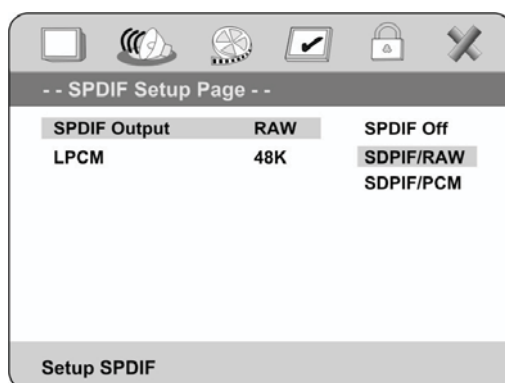 - - SPDIF Setup Page - -
SPDIF Output RAW SPDIF Off
LPCM 48K SDPIF/RAW
SDPIF/PCM
Setup SPDIF